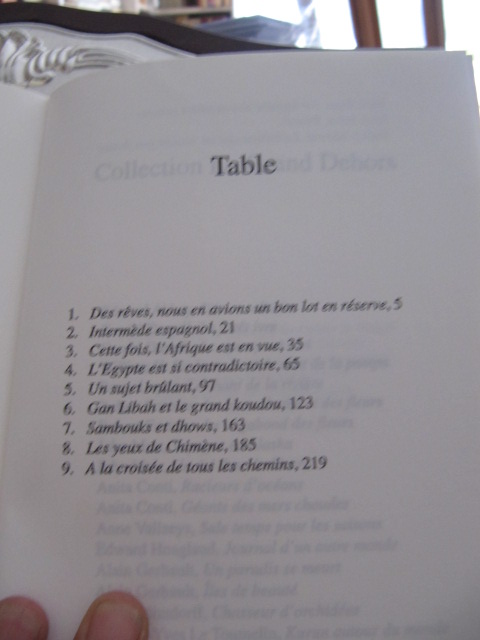 Table
1. Des rêves, nous en avions un bon lot en réserve, 5
2. Intermède espagnol, 21
3. Cette fois, l'Afrique est en vue, 35
4. L'Egypte est si contradictoire, 65
5. Un sujet brûlant, 97
6. Gan Libah et le grand koudou, 123
7. Sambouks et dhows, 163
8. Les yeux de Chimène, 185
9. A la croisée de tous les chemins, 219